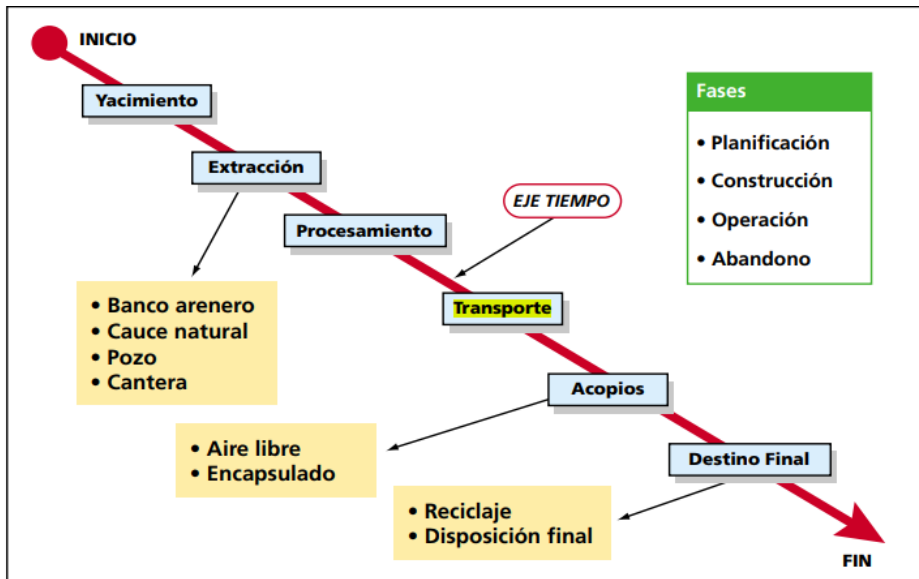 INICIO
Yacimiento
Extracción
Procesamiento
EJE TIEMPO
Transporte
Acopios
Destino Final
FIN
Fases
• Planificación
• Construcción
• Operación
• Abandono
• Banco arenero
• Cauce natural
• Pozo
• Cantera
• Aire libre
• Encapsulado
• Reciclaje
• Disposición final